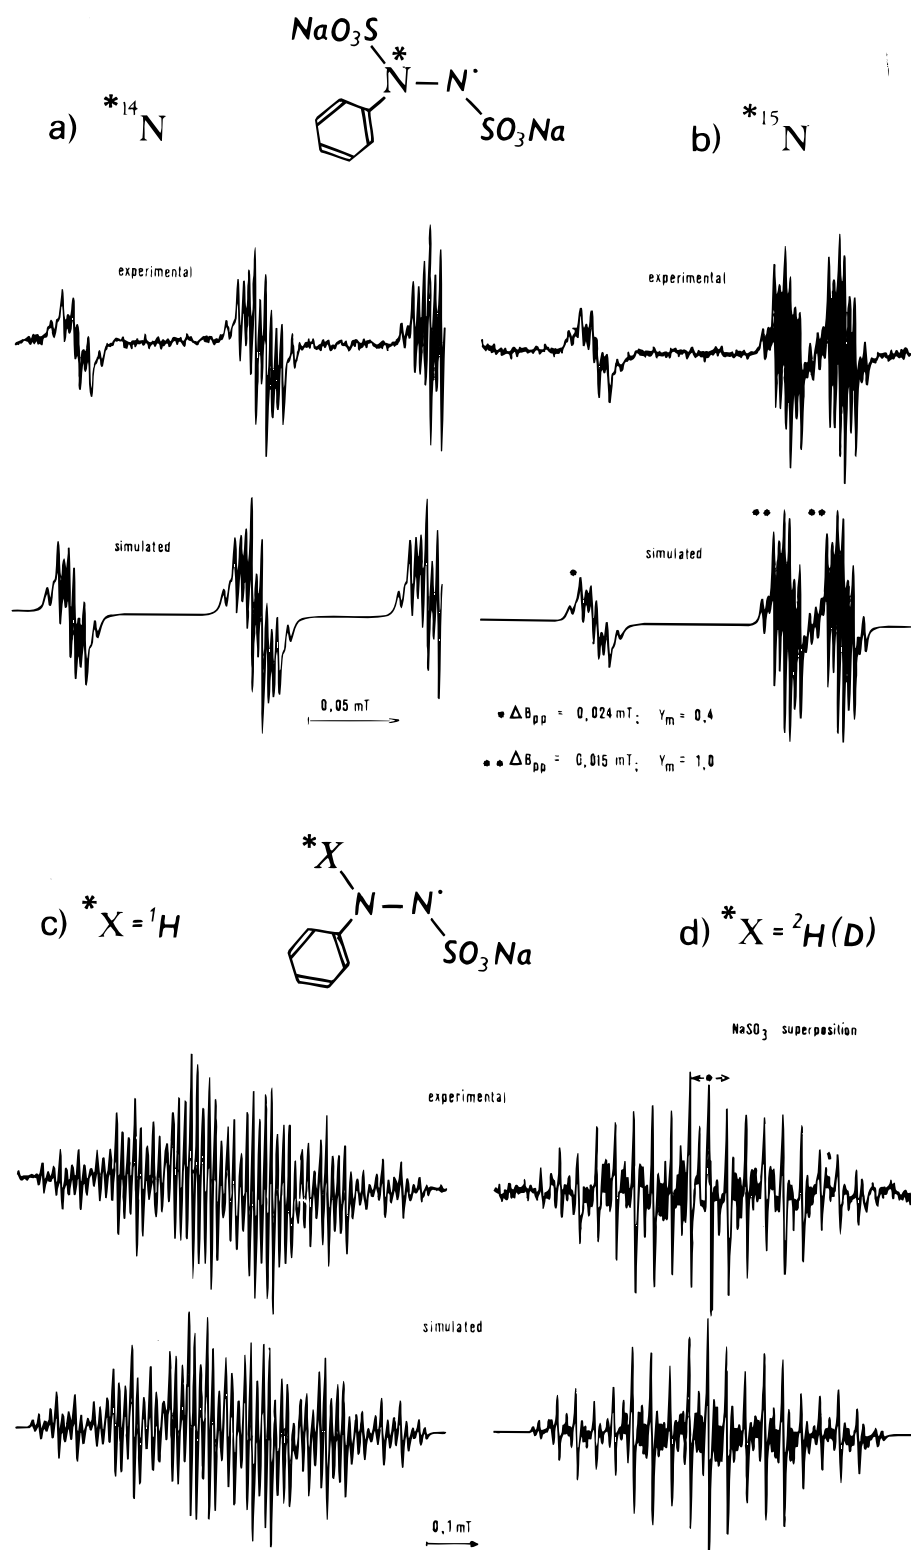 NaO3S
*
N — N·
SO3Na
a) *14N
b) *15N
experimental
experimental
simulated
simulated
0,05 mT
• ΔBpp = 0,024 mT; Ym = 0,4
•• ΔBpp = 0,015 mT; Ym = 1,0
*X
N — N·
SO3Na
c) *X = 1H
d) *X = 2H(D)
NaSO3 superposition
experimental
simulated
0,1 mT